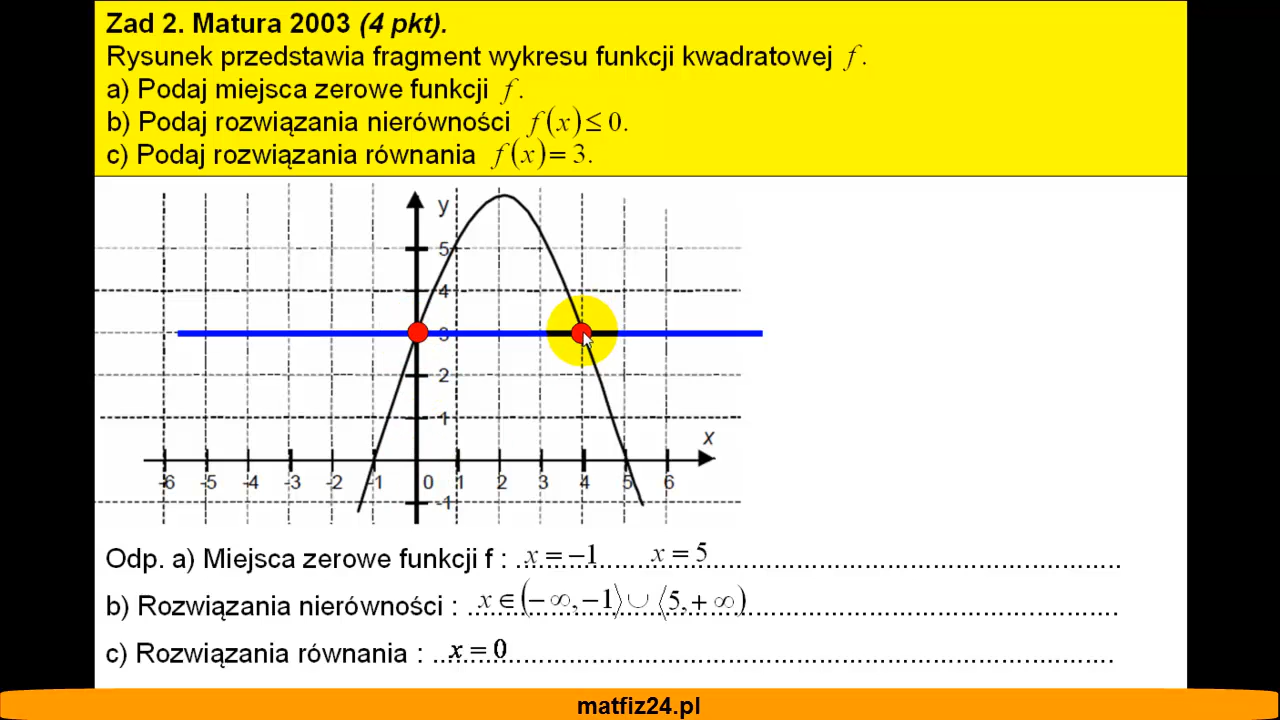 Zad 2. Matura 2003 (4 pkt).
Rysunek przedstawia fragment wykresu funkcji kwadratowej f.
a) Podaj miejsca zerowe funkcji f.
b) Podaj rozwiązania nierówności f(x) ≤ 0.
c) Podaj rozwiązania równania f(x) = 3.
y
5
4
3
2
1
x
-6 -5 -4 -3 -2 -1 0 1 2 3 4 5 6
-1
Odp. a) Miejsca zerowe funkcji f : x = −1 x = 5
b) Rozwiązania nierówności : x ∈ (−∞, −1⟩ ∪ ⟨5, +∞)
c) Rozwiązania równania : x = 0
matfiz24.pl